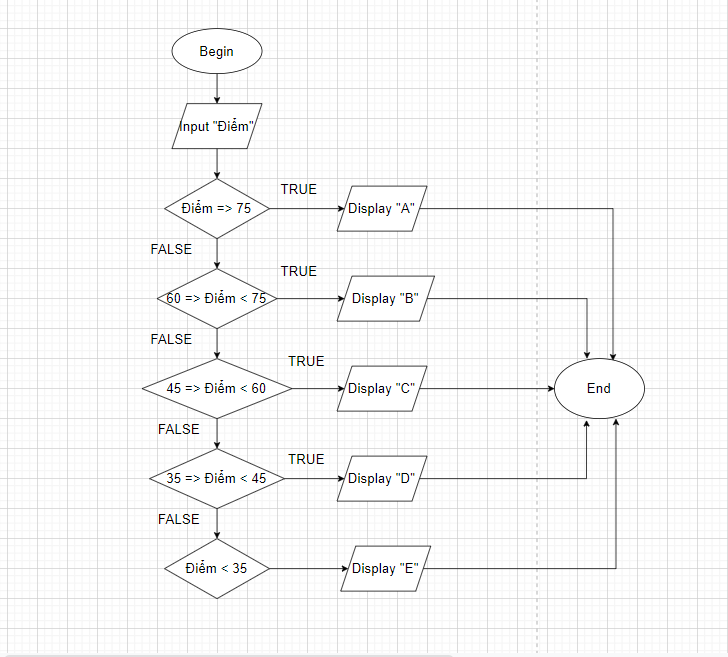 Begin
Input "Điểm"
Điểm => 75
TRUE
Display "A"
FALSE
60 => Điểm < 75
TRUE
Display "B"
FALSE
45 => Điểm < 60
TRUE
Display "C"
End
FALSE
35 => Điểm < 45
TRUE
Display "D"
FALSE
Điểm < 35
Display "E"